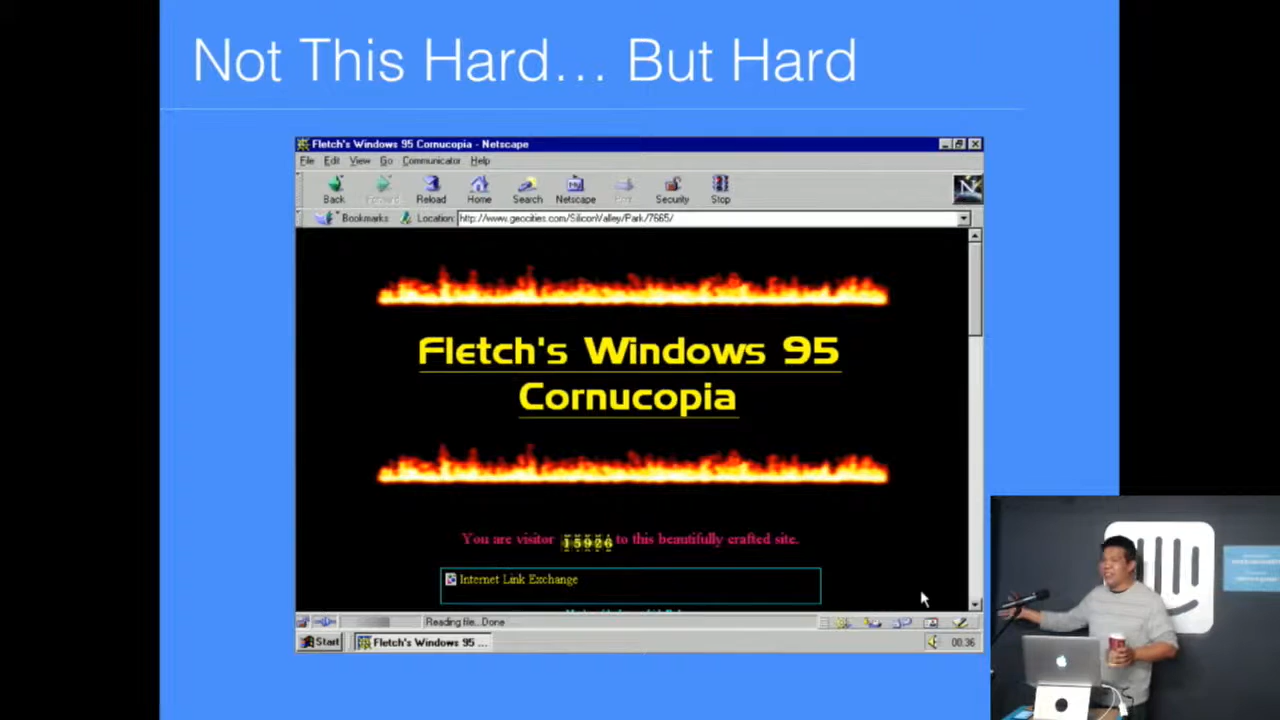 Not This Hard... But Hard
Fletch's Windows 95 Cornucopia - Netscape
File Edit View Go Communicator Help
Back Forward Reload Home Search Netscape Print Security Stop
Bookmarks Location: http://www.geocities.com/SiliconValley/Park/7665/
Fletch's Windows 95
Cornucopia
You are visitor 15926 to this beautifully crafted site.
Internet Link Exchange
Reading file...Done
Start Fletch's Windows 95 ... 00:36